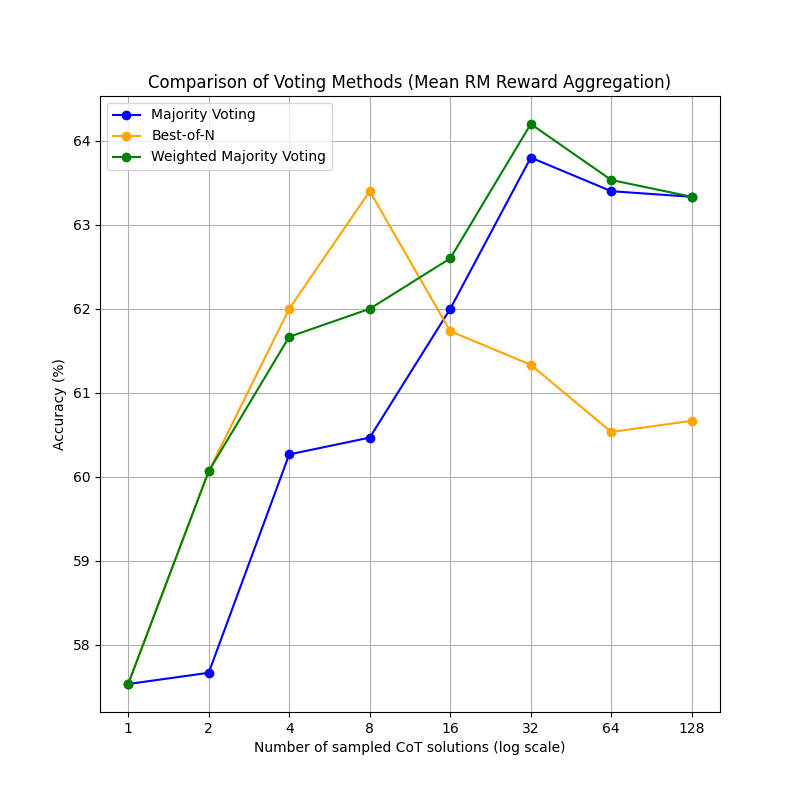 Comparison of Voting Methods (Mean RM Reward Aggregation)
Majority Voting
Best-of-N
Weighted Majority Voting
64
63
62
61
60
59
58
Accuracy (%)
1 2 4 8 16 32 64 128
Number of sampled CoT solutions (log scale)